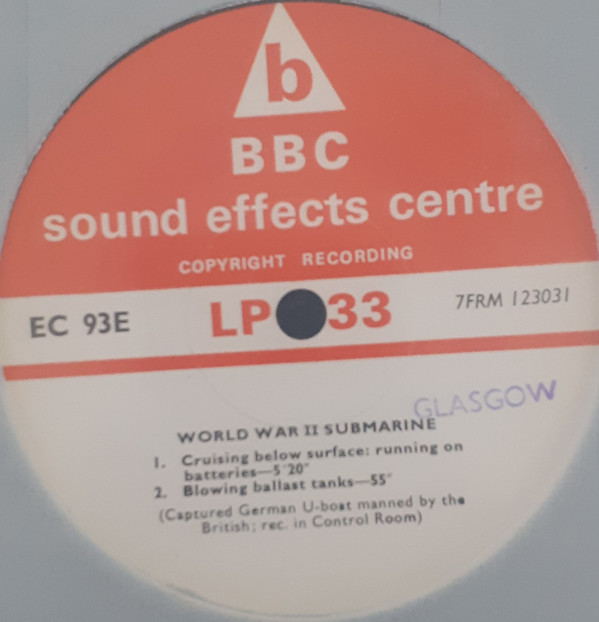 b
BBC
sound effects centre
COPYRIGHT RECORDING
EC 93E
LP 33
7FRM 123031
GLASGOW
WORLD WAR II SUBMARINE
1. Cruising below surface: running on
batteries—5'20"
2. Blowing ballast tanks—55"
(Captured German U-boat manned by the
British; rec. in Control Room)